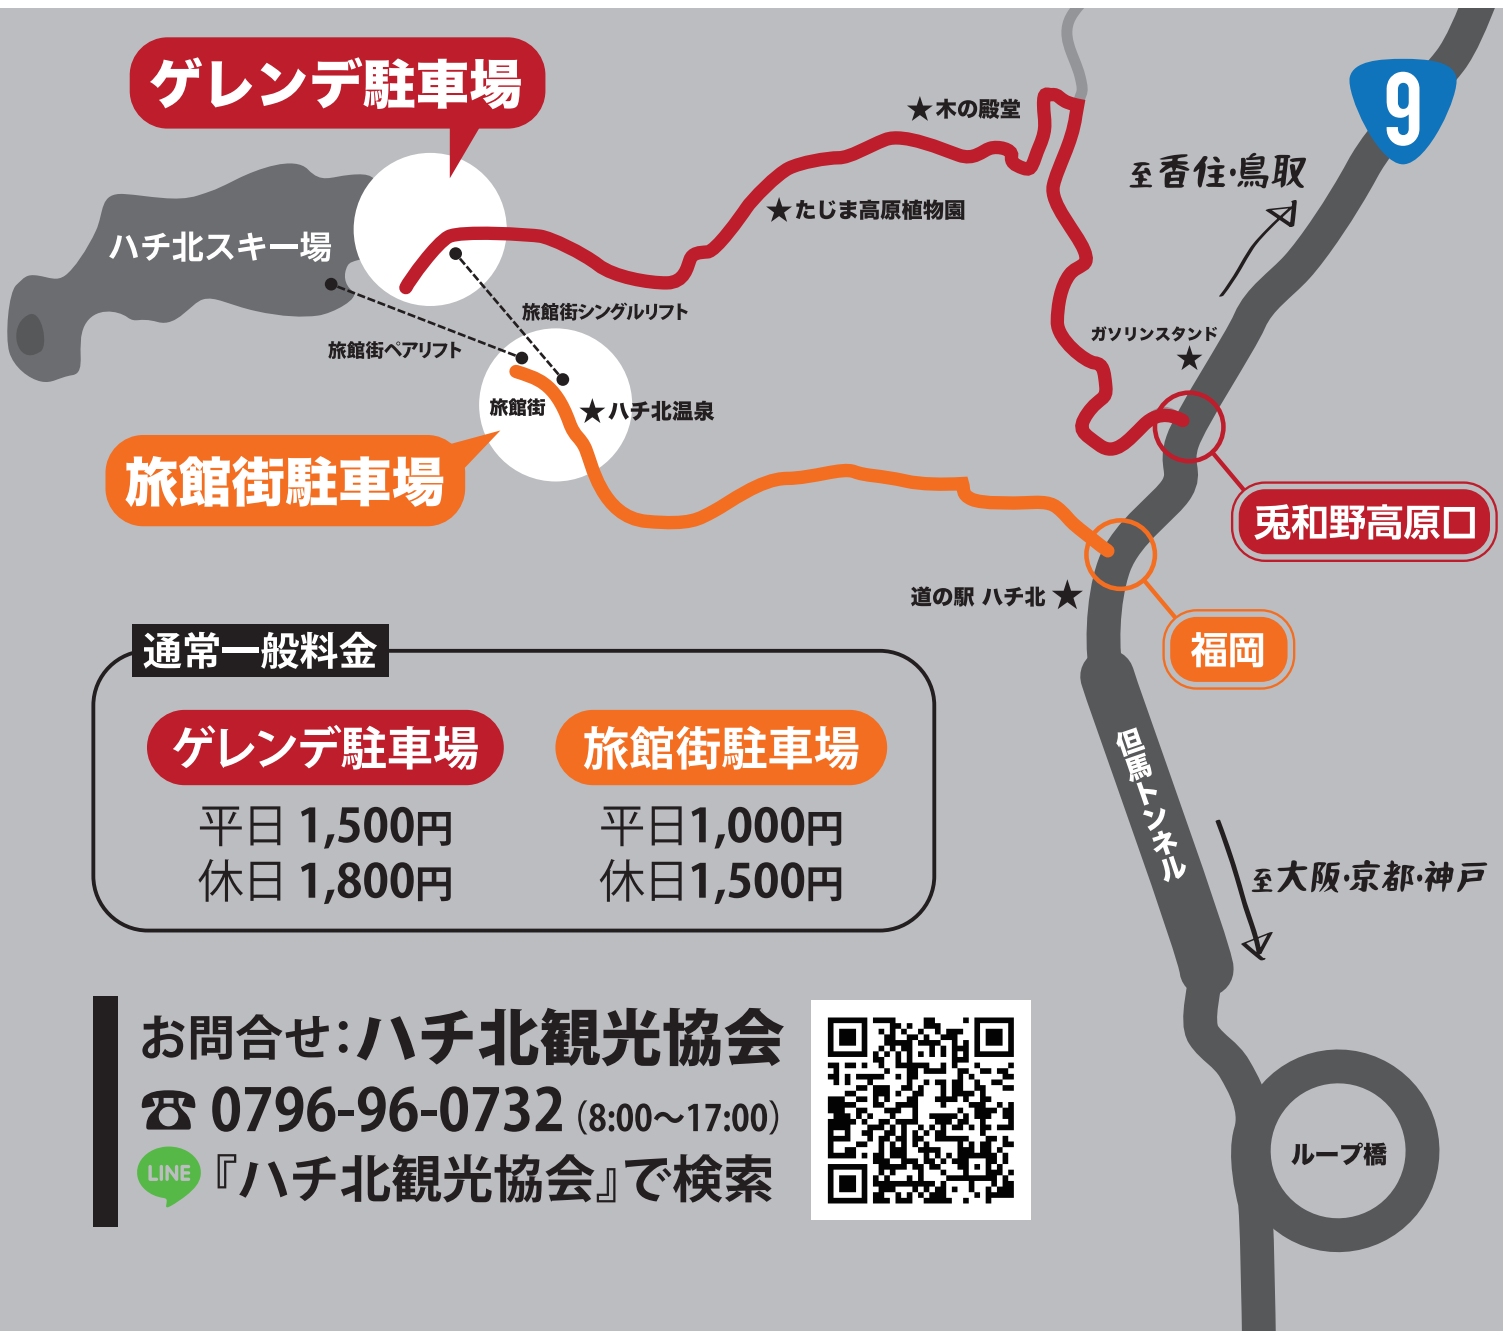 ゲレンデ駐車場
9
★木の殿堂
至香住・鳥取
★たじま高原植物園
ハチ北スキー場
旅館街シングルリフト
ガソリンスタンド
★
旅館街ペアリフト
旅館街
★ハチ北温泉
旅館街駐車場
兎和野高原口
道の駅 ハチ北★
福岡
通常一般料金
ゲレンデ駐車場
平日 1,500円
休日 1,800円
旅館街駐車場
平日1,000円
休日1,500円
但馬トンネル
至大阪・京都・神戸
お問合せ：ハチ北観光協会
☎ 0796-96-0732（8:00〜17:00）
LINE『ハチ北観光協会』で検索
ループ橋